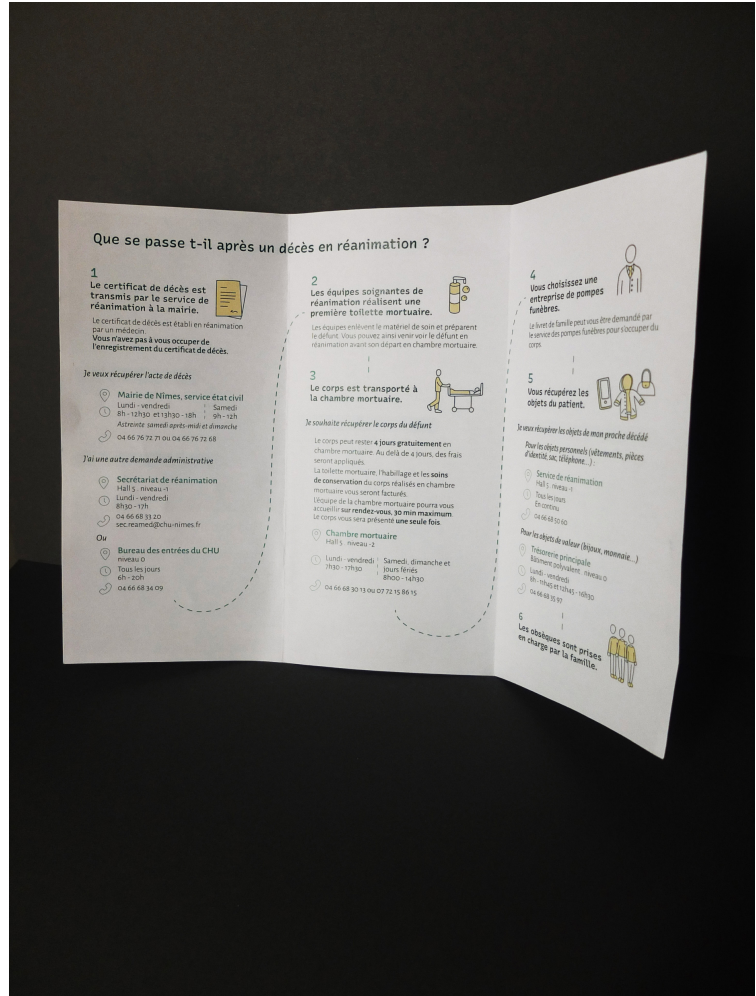 Que se passe t-il après un décès en réanimation ?
1
Le certificat de décès est
transmis par le service de
réanimation à la mairie.
Le certificat de décès est établi en réanimation
par un médecin.
Vous n'avez pas à vous occuper de
l'enregistrement du certificat de décès.
Je veux récupérer l'acte de décès
Mairie de Nîmes, service état civil
Lundi - vendredi
8h - 12h30 et 13h30 - 18h
Samedi
9h - 12h
Astreinte samedi après-midi et dimanche
04 66 76 72 71 ou 04 66 76 72 68
J'ai une autre demande administrative
Secrétariat de réanimation
Hall 5 . niveau -1
Lundi - vendredi
8h30 - 17h
04 66 68 33 20
sec.reamed@chu-nimes.fr
Ou
Bureau des entrées du CHU
niveau 0
Tous les jours
6h - 20h
04 66 68 34 09
2
Les équipes soignantes de
réanimation réalisent une
première toilette mortuaire.
Les équipes enlèvent le matériel de soin et préparent
le défunt. Vous pouvez ainsi venir voir le défunt en
réanimation avant son départ en chambre mortuaire.
3
Le corps est transporté à
la chambre mortuaire.
Je souhaite récupérer le corps du défunt
Le corps peut rester 4 jours gratuitement en
chambre mortuaire. Au delà de 4 jours, des frais
seront appliqués.
La toilette mortuaire, l'habillage et les soins
de conservation du corps réalisés en chambre
mortuaire vous seront facturés.
L'équipe de la chambre mortuaire pourra vous
accueillir sur rendez-vous, 30 min maximum.
Le corps vous sera présenté une seule fois.
Chambre mortuaire
Hall 5 . niveau -2
Lundi - vendredi
7h30 - 17h30
Samedi, dimanche et
jours fériés
8h00 - 14h30
04 66 68 30 13 ou 07 72 15 86 15
4
Vous choisissez une
entreprise de pompes
funèbres.
Le livret de famille peut vous être demandé par
le service des pompes funèbres pour s'occuper du
corps.
5
Vous récupérez les
objets du patient.
Je veux récupérer les objets de mon proche décédé
Pour les objets personnels (vêtements, pièces
d'identité, sac, téléphone...) :
Service de réanimation
Hall 5 . niveau -1
Tous les jours
En continu
04 66 68 50 60
Pour les objets de valeur (bijoux, monnaie...)
Trésorerie principale
Bâtiment polyvalent . niveau 0
Lundi - vendredi
8h - 11h45 et 12h45 - 16h30
04 66 68 35 97
6
Les obsèques sont prises
en charge par la famille.